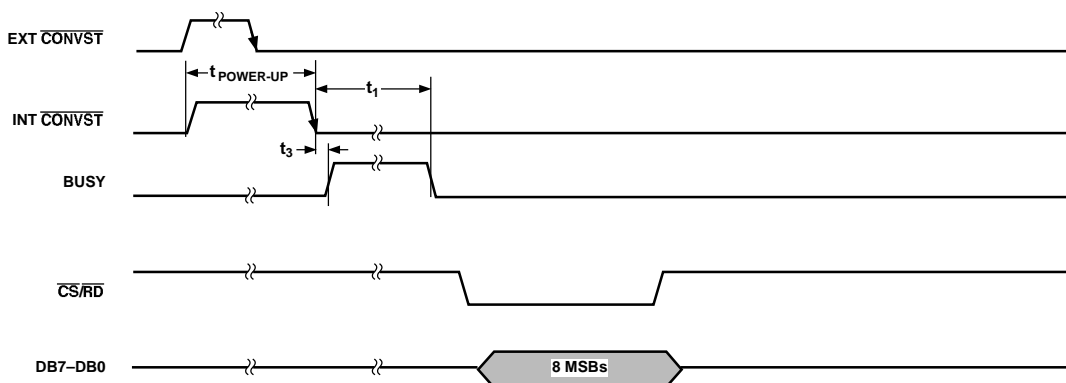 EXT CONVST
t POWER-UP
t1
INT CONVST
t3
BUSY
CS/RD
DB7–DB0
8 MSBs